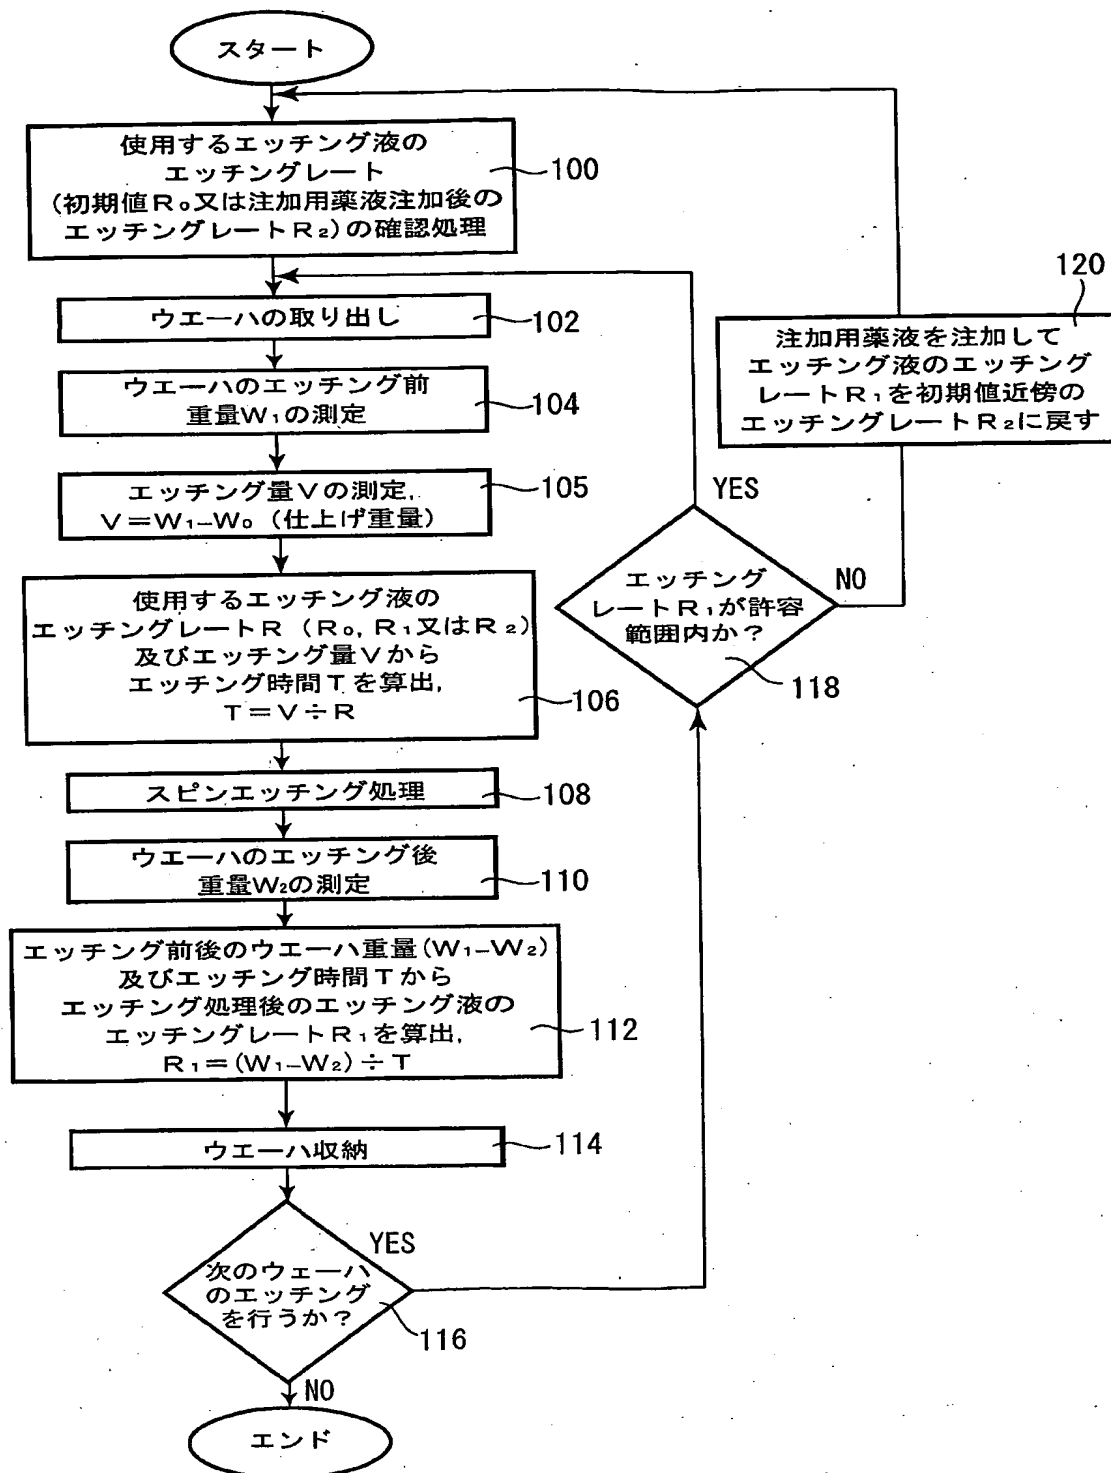 スタート
使用するエッチング液の
エッチングレート
(初期値R₀又は注加用薬液注加後の
エッチングレートR₂)の確認処理
100
ウエーハの取り出し
102
ウエーハのエッチング前
重量W₁の測定
104
エッチング量Vの測定,
V=W₁-W₀ (仕上げ重量)
105
使用するエッチング液の
エッチングレートR (R₀, R₁又はR₂)
及びエッチング量Vから
エッチング時間Tを算出,
T=V÷R
106
スピンエッチング処理
108
ウエーハのエッチング後
重量W₂の測定
110
エッチング前後のウエーハ重量(W₁-W₂)
及びエッチング時間Tから
エッチング処理後のエッチング液の
エッチングレートR₁を算出,
R₁=(W₁-W₂)÷T
112
ウエーハ収納
114
次のウェーハ
のエッチング
を行うか?
116
YES
NO
エンド
エッチング
レートR₁が許容
範囲内か?
118
YES
NO
120
注加用薬液を注加して
エッチング液のエッチング
レートR₁を初期値近傍の
エッチングレートR₂に戻す